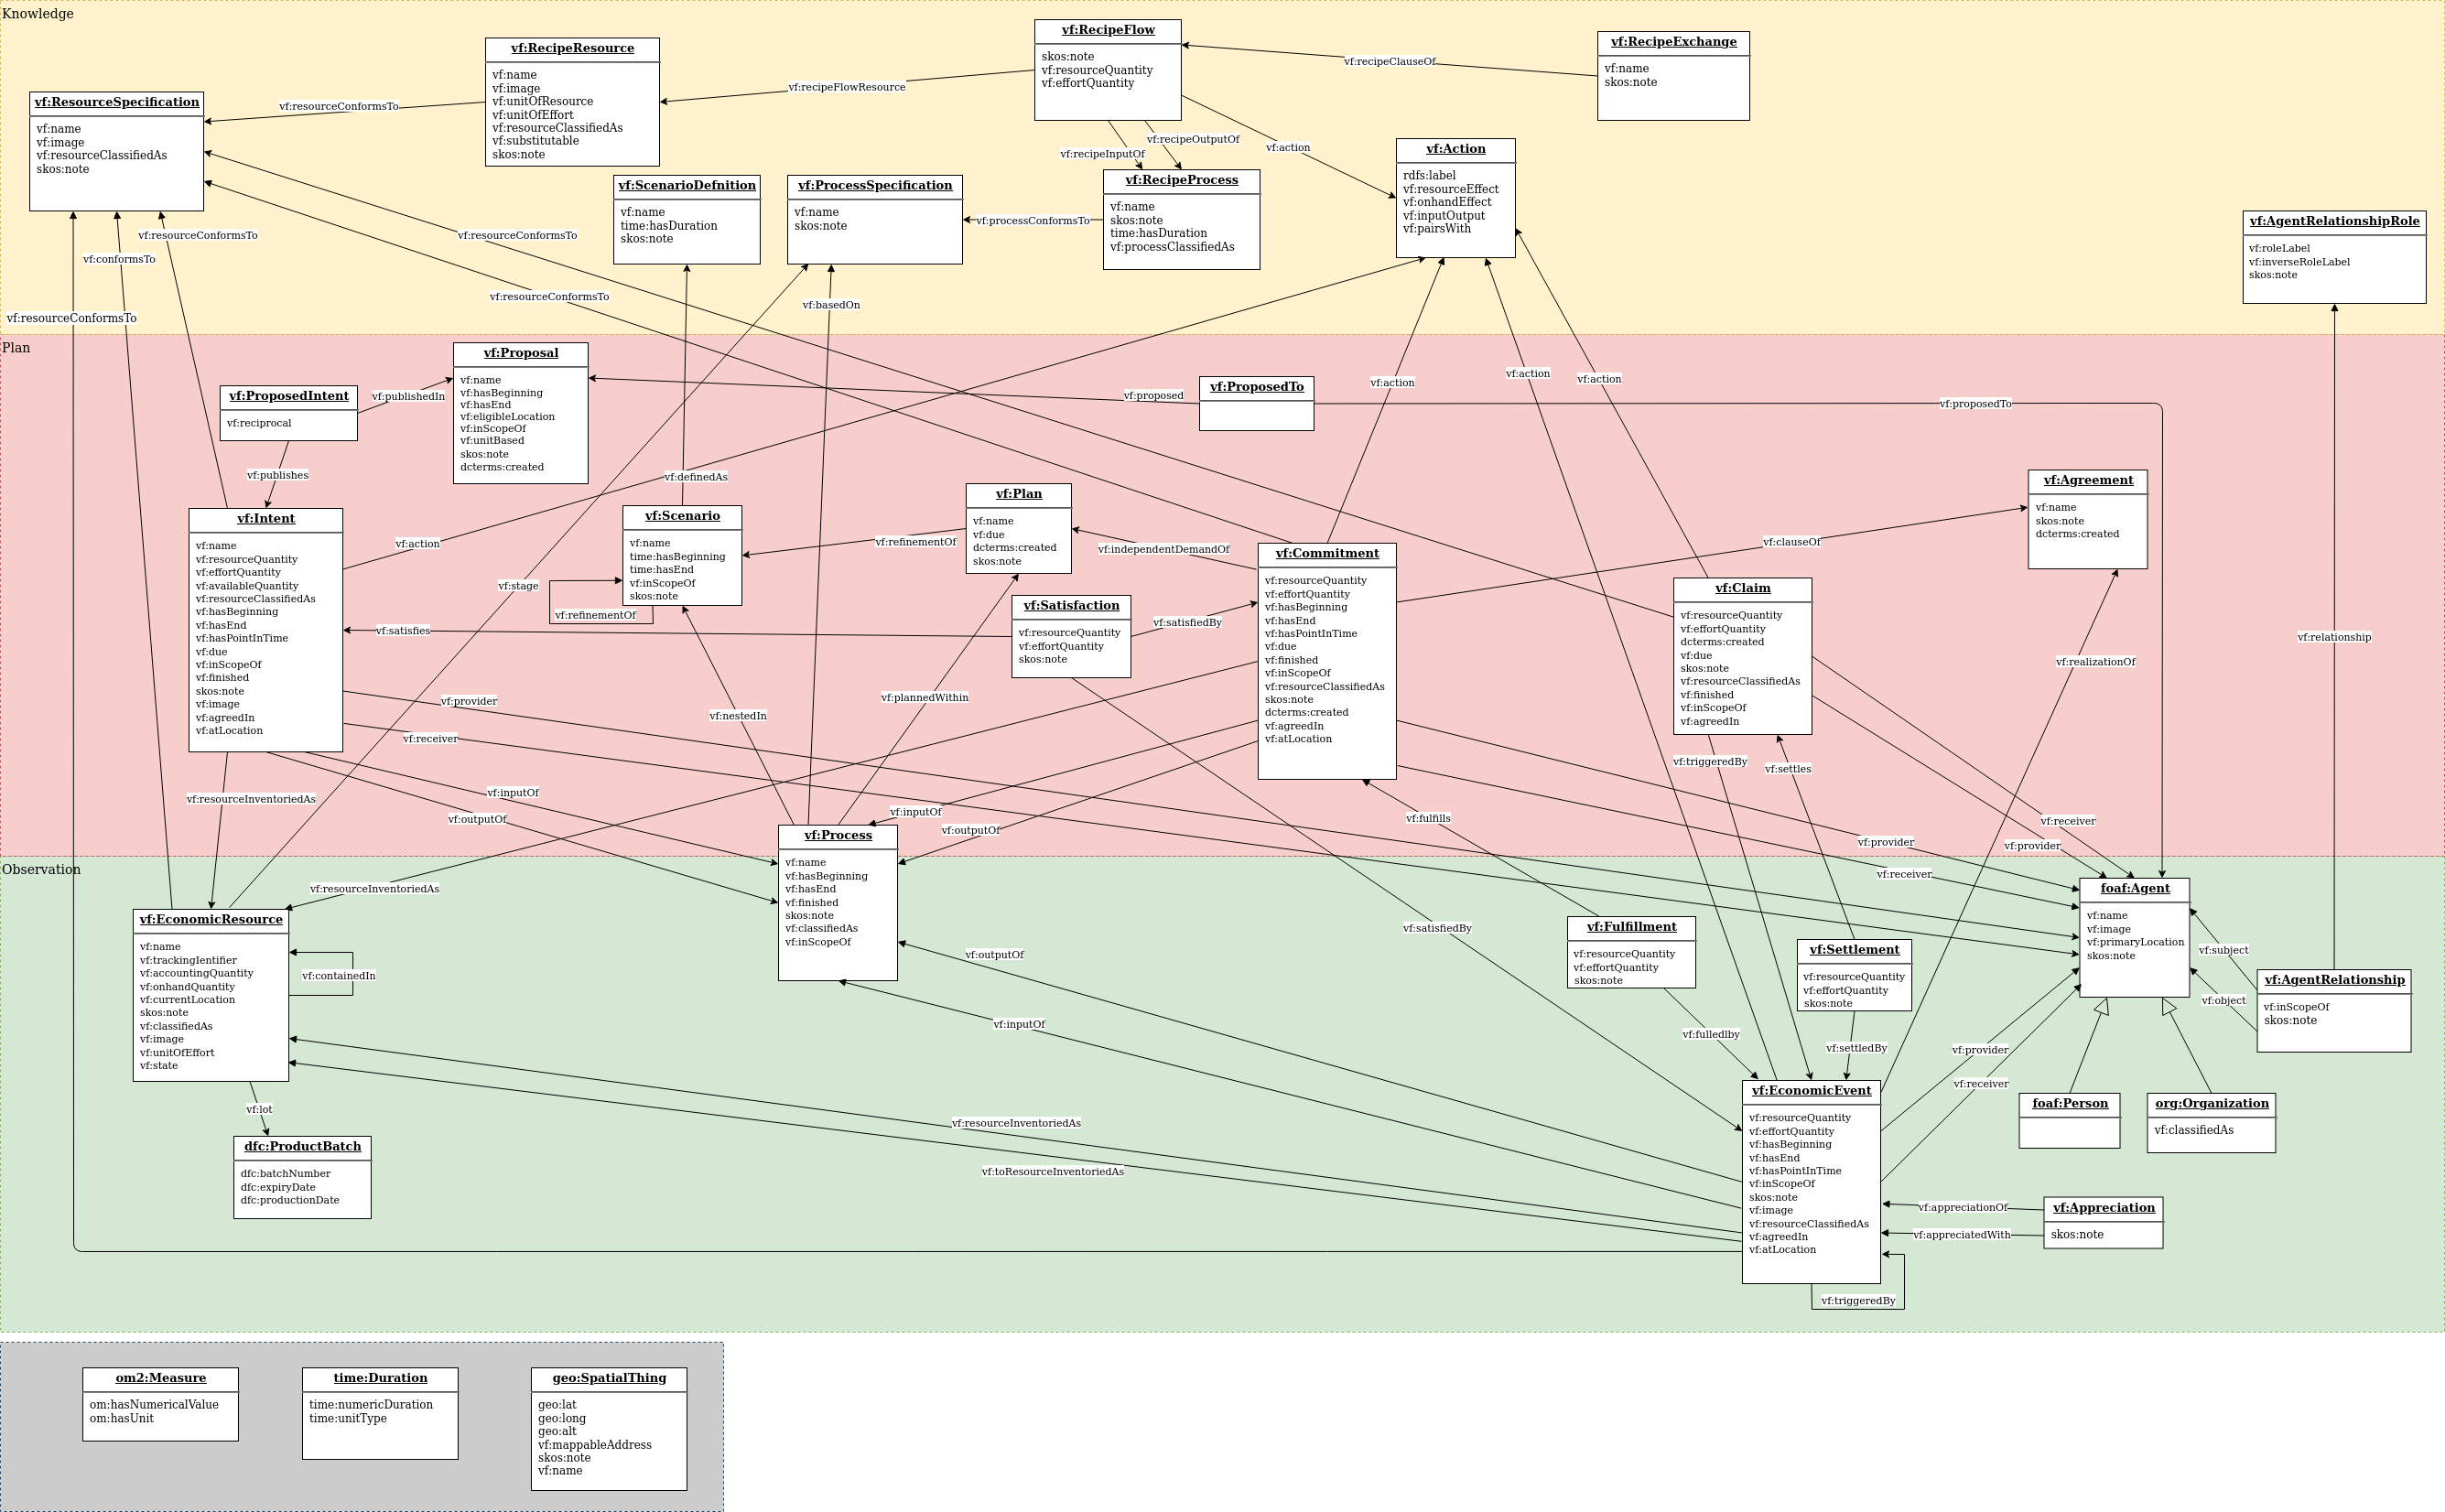 Knowledge
vf:ResourceSpecification
vf:name
vf:image
vf:resourceClassifiedAs
skos:note
vf:RecipeResource
vf:name
vf:image
vf:unitOfResource
vf:unitOfEffort
vf:resourceClassifiedAs
vf:substitutable
skos:note
vf:RecipeFlow
skos:note
vf:resourceQuantity
vf:effortQuantity
vf:RecipeExchange
vf:name
skos:note
vf:resourceConformsTo
vf:recipeFlowResource
vf:recipeClauseOf
vf:recipeInputOf
vf:recipeOutputOf
vf:action
vf:ScenarioDefnition
vf:name
time:hasDuration
skos:note
vf:ProcessSpecification
vf:name
skos:note
vf:processConformsTo
vf:RecipeProcess
vf:name
skos:note
time:hasDuration
vf:processClassifiedAs
vf:Action
rdfs:label
vf:resourceEffect
vf:onhandEffect
vf:inputOutput
vf:pairsWith
vf:AgentRelationshipRole
vf:roleLabel
vf:inverseRoleLabel
skos:note
vf:resourceConformsTo
vf:conformsTo
vf:resourceConformsTo
vf:resourceConformsTo
vf:resourceConformsTo
vf:basedOn
Plan
vf:ProposedIntent
vf:reciprocal
vf:publishedIn
vf:publishes
vf:Proposal
vf:name
vf:hasBeginning
vf:hasEnd
vf:eligibleLocation
vf:inScopeOf
vf:unitBased
skos:note
dcterms:created
vf:proposed
vf:ProposedTo
vf:proposedTo
vf:action
vf:action
vf:action
vf:definedAs
vf:Intent
vf:name
vf:resourceQuantity
vf:effortQuantity
vf:availableQuantity
vf:resourceClassifiedAs
vf:hasBeginning
vf:hasEnd
vf:hasPointInTime
vf:due
vf:inScopeOf
vf:finished
skos:note
vf:image
vf:agreedIn
vf:atLocation
vf:action
vf:stage
vf:Scenario
vf:name
time:hasBeginning
time:hasEnd
vf:inScopeOf
skos:note
vf:refinementOf
vf:refinementOf
vf:Plan
vf:name
vf:due
dcterms:created
skos:note
vf:independentDemandOf
vf:Satisfaction
vf:resourceQuantity
vf:effortQuantity
skos:note
vf:satisfies
vf:satisfiedBy
vf:Commitment
vf:resourceQuantity
vf:effortQuantity
vf:hasBeginning
vf:hasEnd
vf:hasPointInTime
vf:due
vf:finished
vf:inScopeOf
vf:resourceClassifiedAs
skos:note
dcterms:created
vf:agreedIn
vf:atLocation
vf:clauseOf
vf:Claim
vf:resourceQuantity
vf:effortQuantity
dcterms:created
vf:due
skos:note
vf:resourceClassifiedAs
vf:finished
vf:inScopeOf
vf:agreedIn
vf:Agreement
vf:name
skos:note
dcterms:created
vf:realizationOf
vf:relationship
vf:provider
vf:receiver
vf:nestedIn
vf:plannedWithin
vf:triggeredBy
vf:settles
vf:resourceInventoriedAs
vf:inputOf
vf:outputOf
vf:inputOf
vf:outputOf
vf:fulfills
vf:receiver
vf:provider
vf:provider
vf:receiver
Observation
vf:resourceInventoriedAs
vf:Process
vf:name
vf:hasBeginning
vf:hasEnd
vf:finished
skos:note
vf:classifiedAs
vf:inScopeOf
vf:EconomicResource
vf:name
vf:trackingIentifier
vf:accountingQuantity
vf:onhandQuantity
vf:currentLocation
skos:note
vf:classifiedAs
vf:image
vf:unitOfEffort
vf:state
vf:containedIn
vf:lot
dfc:ProductBatch
dfc:batchNumber
dfc:expiryDate
dfc:productionDate
vf:outputOf
vf:inputOf
vf:resourceInventoriedAs
vf:toResourceInventoriedAs
vf:satisfiedBy
vf:Fulfillment
vf:resourceQuantity
vf:effortQuantity
skos:note
vf:fulledlby
vf:Settlement
vf:resourceQuantity
vf:effortQuantity
skos:note
vf:settledBy
foaf:Agent
vf:name
vf:image
vf:primaryLocation
skos:note
vf:subject
vf:object
vf:AgentRelationship
vf:inScopeOf
skos:note
vf:provider
vf:receiver
foaf:Person
org:Organization
vf:classifiedAs
vf:EconomicEvent
vf:resourceQuantity
vf:effortQuantity
vf:hasBeginning
vf:hasEnd
vf:hasPointInTime
vf:inScopeOf
skos:note
vf:image
vf:resourceClassifiedAs
vf:agreedIn
vf:atLocation
vf:appreciationOf
vf:appreciatedWith
vf:Appreciation
skos:note
vf:triggeredBy
om2:Measure
om:hasNumericalValue
om:hasUnit
time:Duration
time:numericDuration
time:unitType
geo:SpatialThing
geo:lat
geo:long
geo:alt
vf:mappableAddress
skos:note
vf:name